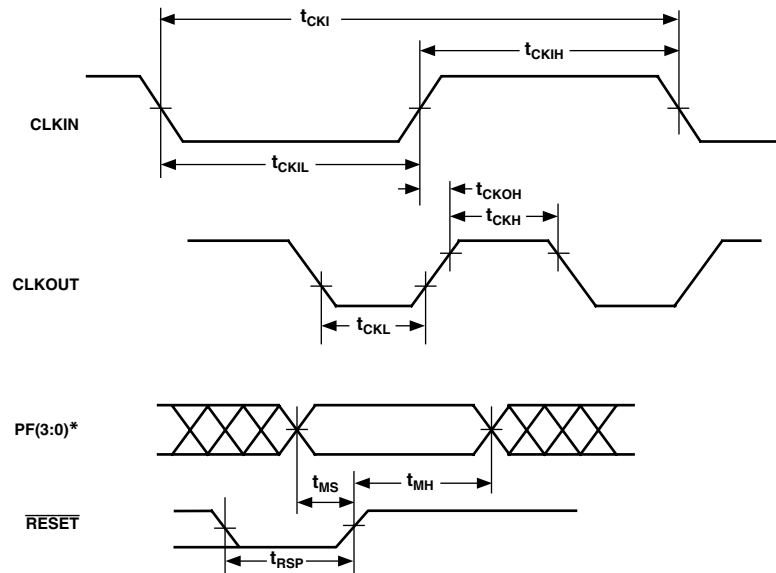 tCKI
tCKIH
CLKIN
tCKIL
tCKOH
tCKH
CLKOUT
tCKL
PF(3:0)*
tMS
tMH
RESET
tRSP